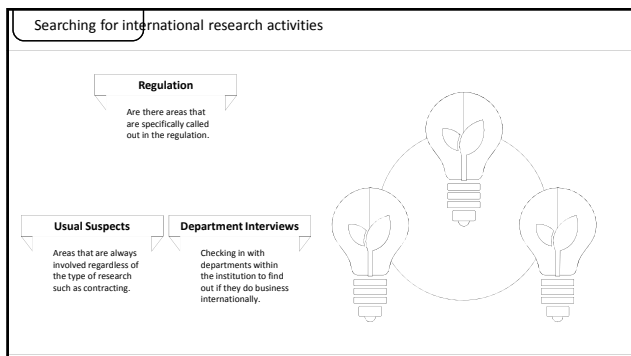 Searching for international research activities
Regulation
Are there areas that
are specifically called
out in the regulation.
Usual Suspects
Areas that are always
involved regardless of
the type of research
such as contracting.
Department Interviews
Checking in with
departments within
the institution to find
out if they do business
internationally.